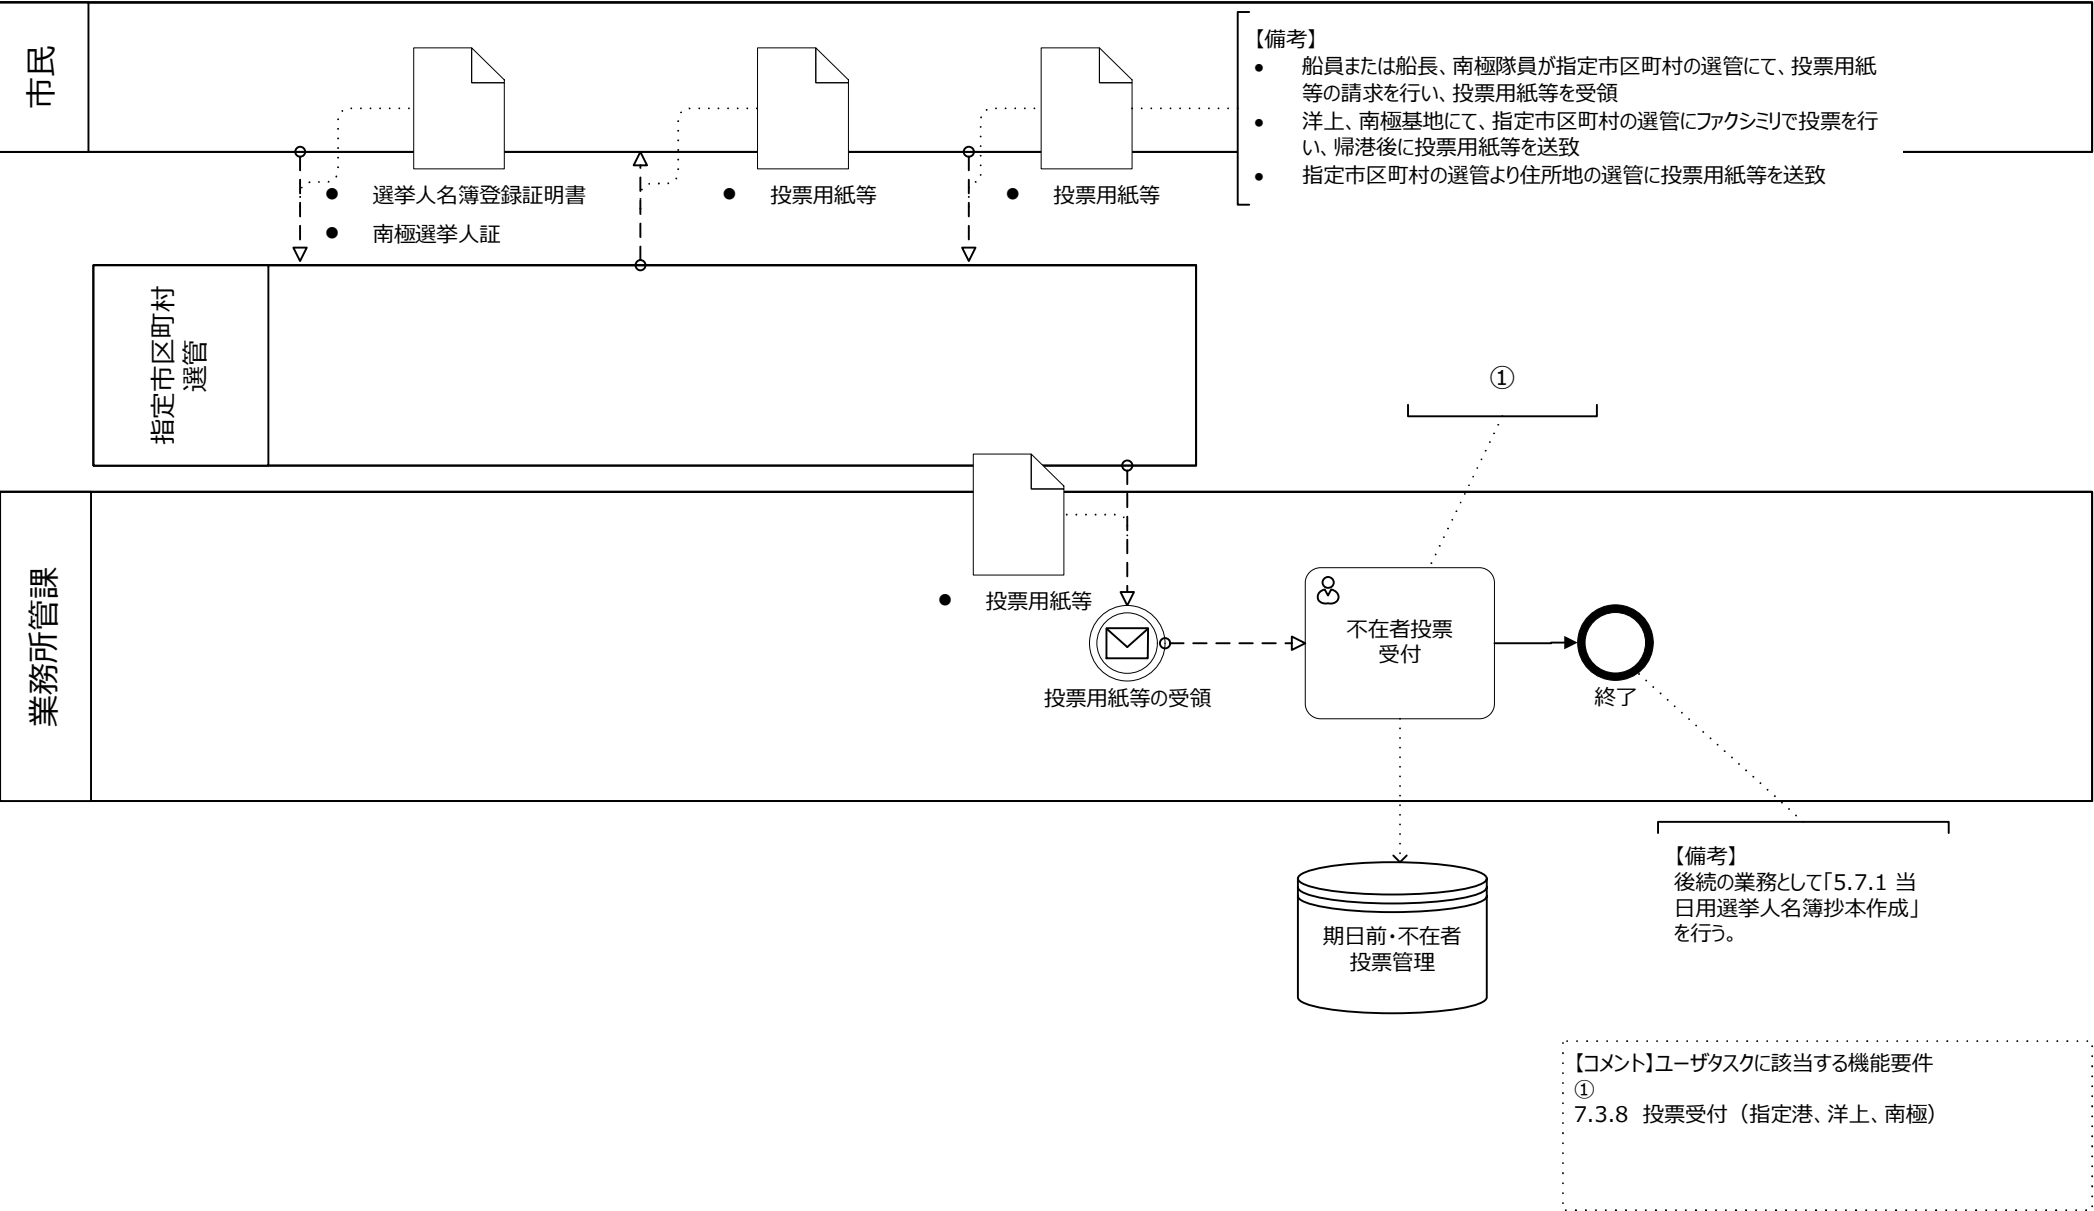 市民
【備考】
• 船員または船長、南極隊員が指定市区町村の選管にて、投票用紙
等の請求を行い、投票用紙等を受領
• 洋上、南極基地にて、指定市区町村の選管にファクシミリで投票を行
い、帰港後に投票用紙等を送致
• 指定市区町村の選管より住所地の選管に投票用紙等を送致
● 選挙人名簿登録証明書
● 南極選挙人証
● 投票用紙等
● 投票用紙等
指定市区町村
選管
①
業務所管課
● 投票用紙等
投票用紙等の受領
不在者投票
受付
終了
期日前・不在者
投票管理
【備考】
後続の業務として「5.7.1 当
日用選挙人名簿抄本作成」
を行う。
【コメント】ユーザタスクに該当する機能要件
①
7.3.8 投票受付（指定港、洋上、南極）